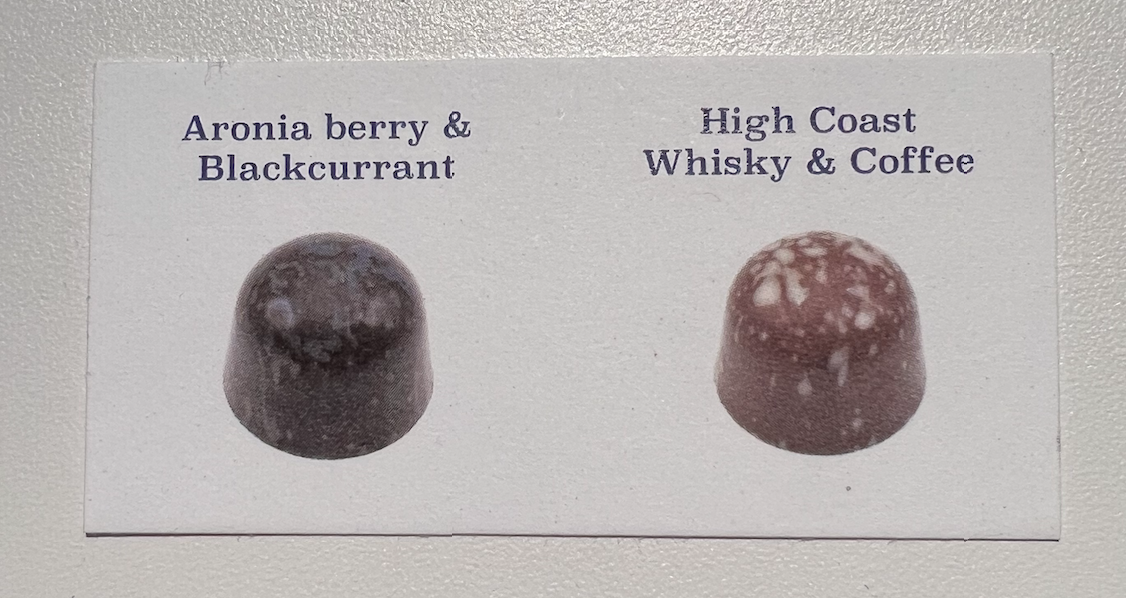 Aronia berry &
Blackcurrant
High Coast
Whisky & Coffee